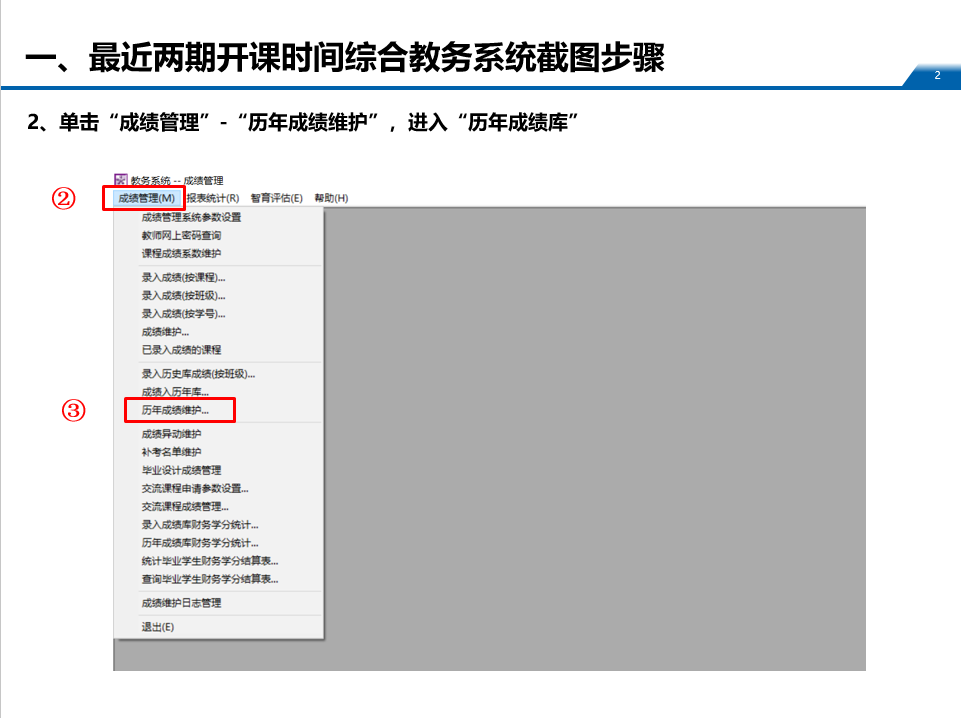 一、最近两期开课时间综合教务系统截图步骤
2
2、单击“成绩管理”-“历年成绩维护”，进入“历年成绩库”
教务系统 -- 成绩管理
② 成绩管理(M) 报表统计(R) 智育评估(E) 帮助(H)
成绩管理系统参数设置
教师网上密码查询
课程成绩系数维护
录入成绩(按课程)...
录入成绩(按班级)...
录入成绩(按学号)...
成绩维护...
已录入成绩的课程
录入历史库成绩(按班级)...
成绩入历年库...
③ 历年成绩维护...
成绩异动维护
补考名单维护
毕业设计成绩管理
交流课程申请参数设置...
交流课程成绩管理...
录入成绩库财务学分统计...
历年成绩库财务学分统计...
统计毕业学生财务学分结算表...
查询毕业学生财务学分结算表...
成绩维护日志管理
退出(E)